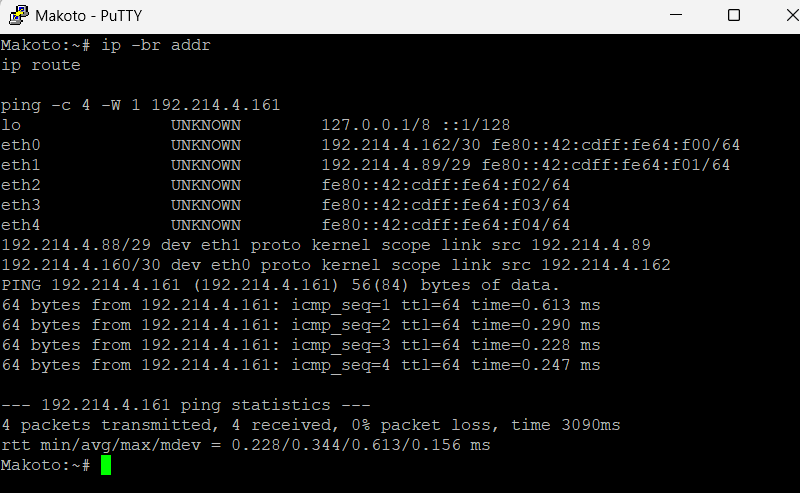 Makoto - PuTTY
Makoto:~# ip -br addr
ip route
ping -c 4 -W 1 192.214.4.161
lo               UNKNOWN        127.0.0.1/8 ::1/128
eth0             UNKNOWN        192.214.4.162/30 fe80::42:cdff:fe64:f00/64
eth1             UNKNOWN        192.214.4.89/29 fe80::42:cdff:fe64:f01/64
eth2             UNKNOWN        fe80::42:cdff:fe64:f02/64
eth3             UNKNOWN        fe80::42:cdff:fe64:f03/64
eth4             UNKNOWN        fe80::42:cdff:fe64:f04/64
192.214.4.88/29 dev eth1 proto kernel scope link src 192.214.4.89
192.214.4.160/30 dev eth0 proto kernel scope link src 192.214.4.162
PING 192.214.4.161 (192.214.4.161) 56(84) bytes of data.
64 bytes from 192.214.4.161: icmp_seq=1 ttl=64 time=0.613 ms
64 bytes from 192.214.4.161: icmp_seq=2 ttl=64 time=0.290 ms
64 bytes from 192.214.4.161: icmp_seq=3 ttl=64 time=0.228 ms
64 bytes from 192.214.4.161: icmp_seq=4 ttl=64 time=0.247 ms
--- 192.214.4.161 ping statistics ---
4 packets transmitted, 4 received, 0% packet loss, time 3090ms
rtt min/avg/max/mdev = 0.228/0.344/0.613/0.156 ms
Makoto:~#